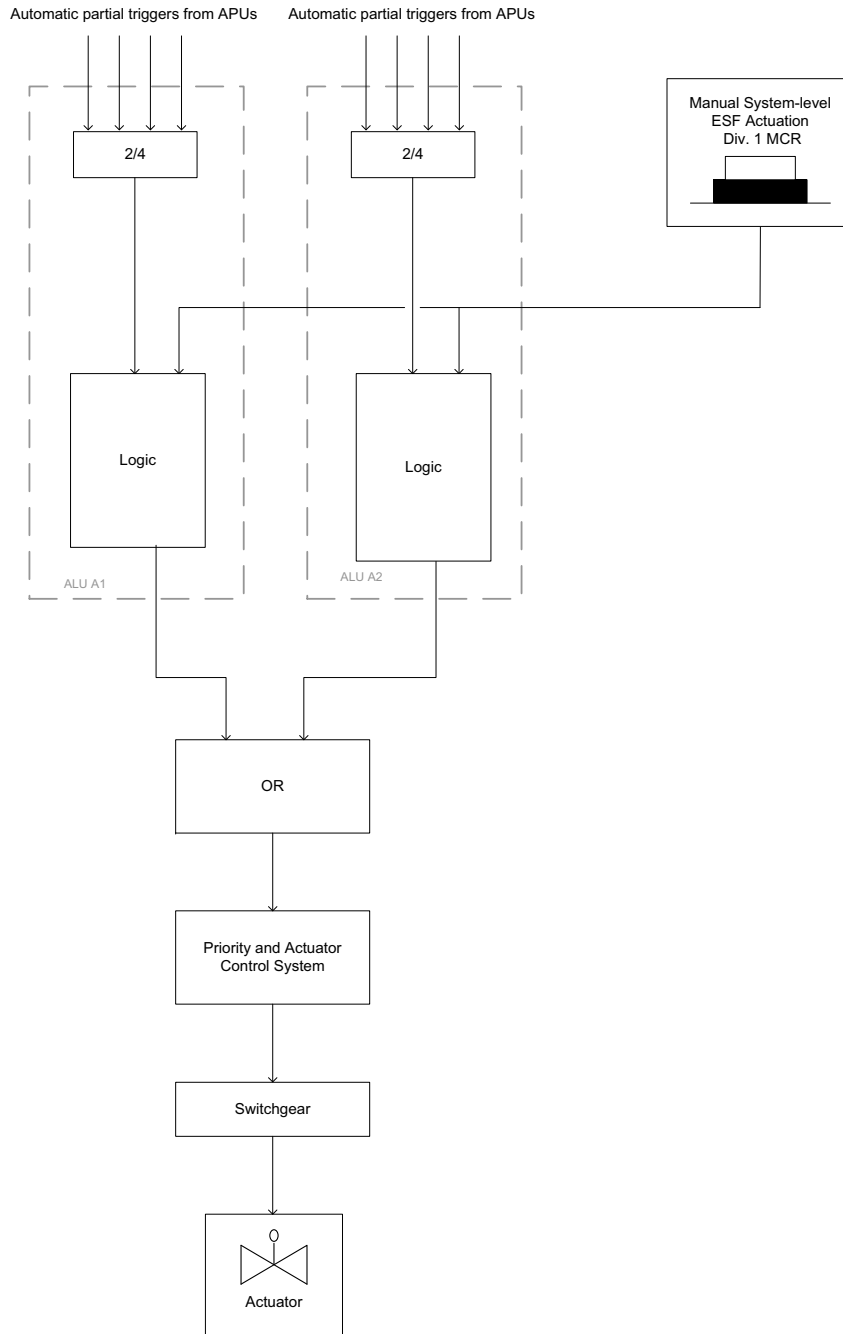 Automatic partial triggers from APUs
Automatic partial triggers from APUs
Manual System-level
ESF Actuation
Div. 1 MCR
2/4
2/4
Logic
Logic
ALU A1
ALU A2
OR
Priority and Actuator
Control System
Switchgear
Actuator